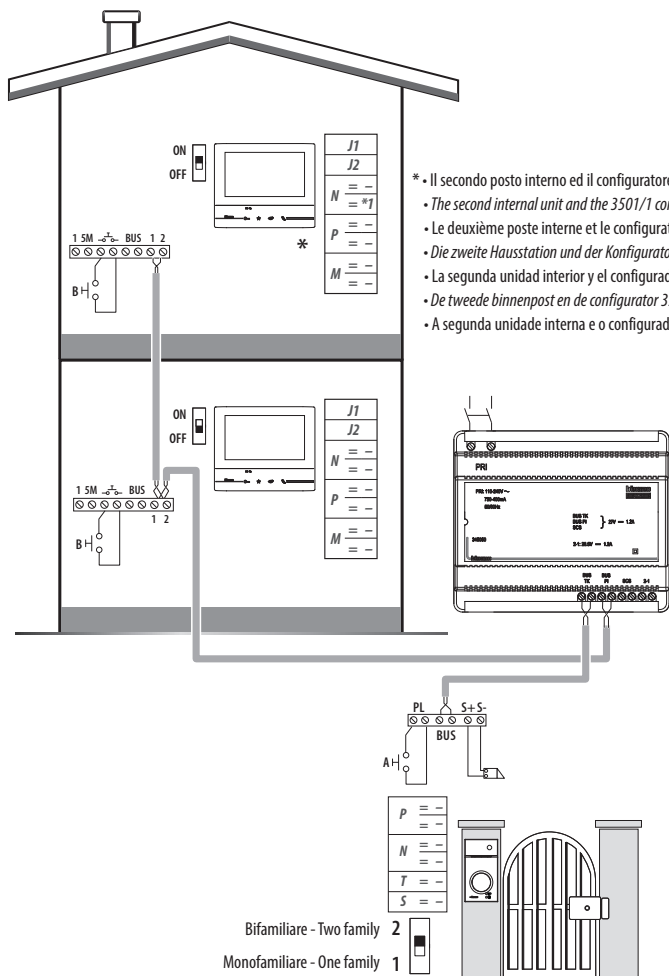 ON
OFF
J1
J2
N = –
= *1
P = –
= –
M = –
= –
*
1 5M BUS 1 2
B
* • Il secondo posto interno ed il configuratore
• The second internal unit and the 3501/1 co
• Le deuxième poste interne et le configurat
• Die zweite Hausstation und der Konfigurato
• La segunda unidad interior y el configurad
• De tweede binnenpost en de configurator 3
• A segunda unidade interna e o configurad
ON
OFF
J1
J2
N = –
= –
P = –
= –
M = –
= –
1 5M BUS
1 2
B
PRI
BUS TK
BUS PI
SCS
BUS TK BUS PI SCS 2-1
PL S+ S-
BUS
A
P = –
= –
N = –
= –
T = –
S = –
Bifamiliare - Two family 2
Monofamiliare - One family 1